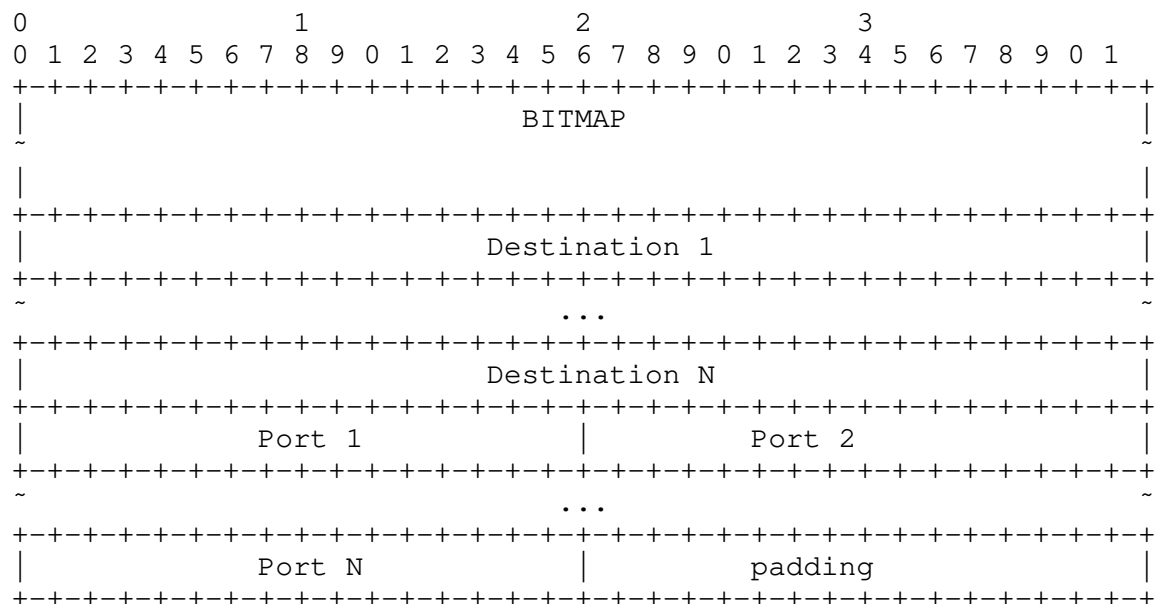 0               1               2               3
0 1 2 3 4 5 6 7 8 9 0 1 2 3 4 5 6 7 8 9 0 1 2 3 4 5 6 7 8 9 0 1
+-+-+-+-+-+-+-+-+-+-+-+-+-+-+-+-+-+-+-+-+-+-+-+-+-+-+-+-+-+-+-+-+
|                            BITMAP                             |
~                                                               ~
|                                                               |
+-+-+-+-+-+-+-+-+-+-+-+-+-+-+-+-+-+-+-+-+-+-+-+-+-+-+-+-+-+-+-+-+
|                          Destination 1                        |
+-+-+-+-+-+-+-+-+-+-+-+-+-+-+-+-+-+-+-+-+-+-+-+-+-+-+-+-+-+-+-+-+
~                              ...                              ~
+-+-+-+-+-+-+-+-+-+-+-+-+-+-+-+-+-+-+-+-+-+-+-+-+-+-+-+-+-+-+-+-+
|                          Destination N                        |
+-+-+-+-+-+-+-+-+-+-+-+-+-+-+-+-+-+-+-+-+-+-+-+-+-+-+-+-+-+-+-+-+
|             Port 1            |         Port 2                |
+-+-+-+-+-+-+-+-+-+-+-+-+-+-+-+-+-+-+-+-+-+-+-+-+-+-+-+-+-+-+-+-+
~                              ...                              ~
+-+-+-+-+-+-+-+-+-+-+-+-+-+-+-+-+-+-+-+-+-+-+-+-+-+-+-+-+-+-+-+-+
|             Port N            |         padding               |
+-+-+-+-+-+-+-+-+-+-+-+-+-+-+-+-+-+-+-+-+-+-+-+-+-+-+-+-+-+-+-+-+